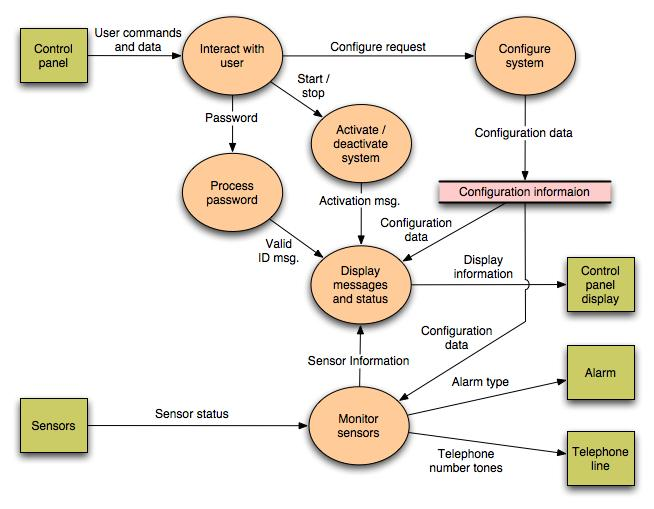 Control
panel
User commands
and data
Interact with
user
Configure request
Configure
system
Start /
stop
Password
Activate /
deactivate
system
Configuration data
Process
password
Activation msg.
Configuration informaion
Configuration
data
Valid
ID msg.
Display
messages
and status
Display
information
Control
panel
display
Configuration
data
Sensor Information
Alarm type
Alarm
Sensors
Sensor status
Monitor
sensors
Telephone
number tones
Telephone
line